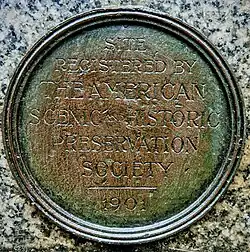 SITE
REGISTERED BY
THE AMERICAN
SCENIC & HISTORIC
PRESERVATION
SOCIETY
1901